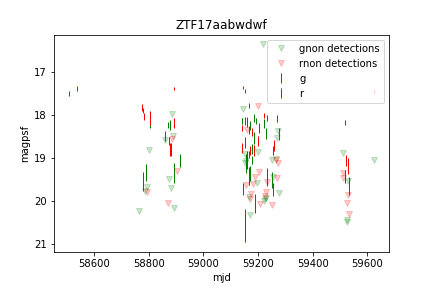 ZTF17aabwdwf
gnon detections
rnon detections
g
r
17
18
19
20
21
magpsf
58600
58800
59000
59200
59400
59600
mjd